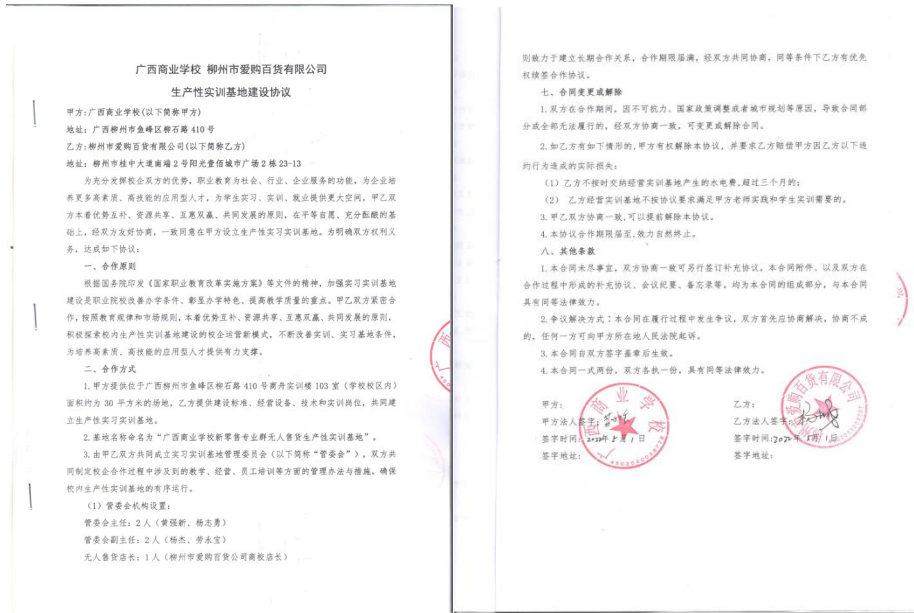 广西商业学校 柳州市爱购百货有限公司
生产性实训基地建设协议
甲方:广西商业学校(以下简称甲方)
地址：广西柳州市鱼峰区柳石路 410 号
乙方:柳州市爱购百货有限公司(以下简称乙方)
地址：柳州市桂中大道南端 2 号阳光壹佰城市广场 2 栋 23-13
为充分发挥校企双方的优势，职业教育为社会、行业、企业服务的功能，为企业培
养更多高素质、高技能的应用型人才，为学生实习、实训、就业提供更大空间，甲乙双
方本着优势互补、资源共享、互惠双赢、共同发展的原则，在平等自愿、充分酝酿的基
础上，经双方友好协商，一致同意在甲方设立生产性实习实训基地。为明确双方权利义
务，达成如下协议：
一、合作原则
根据国务院印发《国家职业教育改革实施方案》等文件的精神，加强实习实训基地
建设是职业院校改善办学条件、彰显办学特色、提高教学质量的重点。甲乙双方紧密合
作，按照教育规律和市场规则，本着优势互补、资源共享、互惠双赢、共同发展的原则，
积极探索校内生产性实训基地建设的校企运营新模式，不断改善实训、实习基地条件，
为培养高素质、高技能的应用型人才提供有力支撑。
二、合作方式
1.甲方提供位于广西柳州市鱼峰区柳石路 410 号商舟实训楼 103 室（学校校区内）
面积约为 30 平方米的场地，乙方提供建设标准、经营设备、技术和实训岗位，共同建
立生产性实习实训基地。
2.基地名称命名为“广西商业学校新零售专业群无人售货生产性实训基地”。
3.由甲乙双方共同成立实习实训基地管理委员会（以下简称“管委会”），双方共
同制定校企合作过程中涉及到的教学、经营、员工培训等方面的管理办法与措施，确保
校内生产性实训基地的有序运行。
（1）管委会机构设置：
管委会主任：2 人（黄强新、杨志勇）
管委会副主任：2 人（杨杰、劳永宝）
无人售货店长：1 人（柳州市爱购百货公司商校店长）
则致力于建立长期合作关系，合作期限届满，经双方共同协商，同等条件下乙方有优先
权续签合作协议。
七、合同变更或解除
1.双方在合作期间，因不可抗力、国家政策调整或者城市规划等原因，导致合同部
分或全部无法履行的，经双方协商一致，可变更或解除合同。
2.如乙方有如下情形的，甲方有权解除本协议，并要求乙方赔偿甲方因乙方以下违
约行为造成的实际损失：
（1）乙方不按时交纳经营实训基地产生的水电费,超过三个月的；
（2） 乙方经营实训基地不按协议要求满足甲方老师实践和学生实训需要的。
3.甲乙双方协商一致,可以提前解除本协议。
4.本协议合作期限届至,效力自然终止。
八、其他条款
1.本合同未尽事宜，双方协商一致可另行签订补充协议，本合同附件、以及双方在
合作过程中形成的补充协议、会议纪要、备忘录等，均为本合同的组成部分，与本合同
具有同等法律效力。
2.争议解决方式：本合同在履行过程中发生争议，双方首先应协商解决，协商不成
的，任何一方可向甲方所在地人民法院起诉。
3.本合同自双方签字盖章后生效。
4.本合同一式两份，双方各执一份，具有同等法律效力。
甲方：
甲方法人签字：
签字时间：2022年5月1日
签字地址：
广西商业学校
乙方：
乙方法人签字：
签字时间:2022年5月1日
签字地址：
柳州市爱购百货有限公司